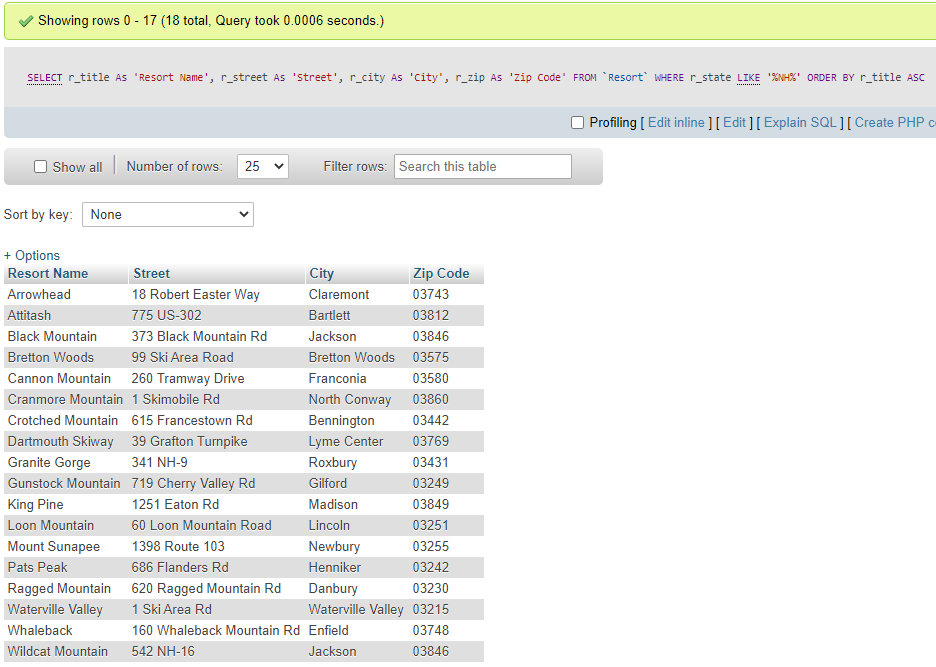 Showing rows 0 - 17 (18 total, Query took 0.0006 seconds.)
SELECT r_title As 'Resort Name', r_street As 'Street', r_city As 'City', r_zip As 'Zip Code' FROM `Resort` WHERE r_state LIKE '%NH%' ORDER BY r_title ASC
Profiling [ Edit inline ] [ Edit ] [ Explain SQL ] [ Create PHP c
Show all Number of rows: 25 Filter rows: Search this table
Sort by key: None
+ Options
Resort Name Street City Zip Code
Arrowhead 18 Robert Easter Way Claremont 03743
Attitash 775 US-302 Bartlett 03812
Black Mountain 373 Black Mountain Rd Jackson 03846
Bretton Woods 99 Ski Area Road Bretton Woods 03575
Cannon Mountain 260 Tramway Drive Franconia 03580
Cranmore Mountain 1 Skimobile Rd North Conway 03860
Crotched Mountain 615 Francestown Rd Bennington 03442
Dartmouth Skiway 39 Grafton Turnpike Lyme Center 03769
Granite Gorge 341 NH-9 Roxbury 03431
Gunstock Mountain 719 Cherry Valley Rd Gilford 03249
King Pine 1251 Eaton Rd Madison 03849
Loon Mountain 60 Loon Mountain Road Lincoln 03251
Mount Sunapee 1398 Route 103 Newbury 03255
Pats Peak 686 Flanders Rd Henniker 03242
Ragged Mountain 620 Ragged Mountain Rd Danbury 03230
Waterville Valley 1 Ski Area Rd Waterville Valley 03215
Whaleback 160 Whaleback Mountain Rd Enfield 03748
Wildcat Mountain 542 NH-16 Jackson 03846